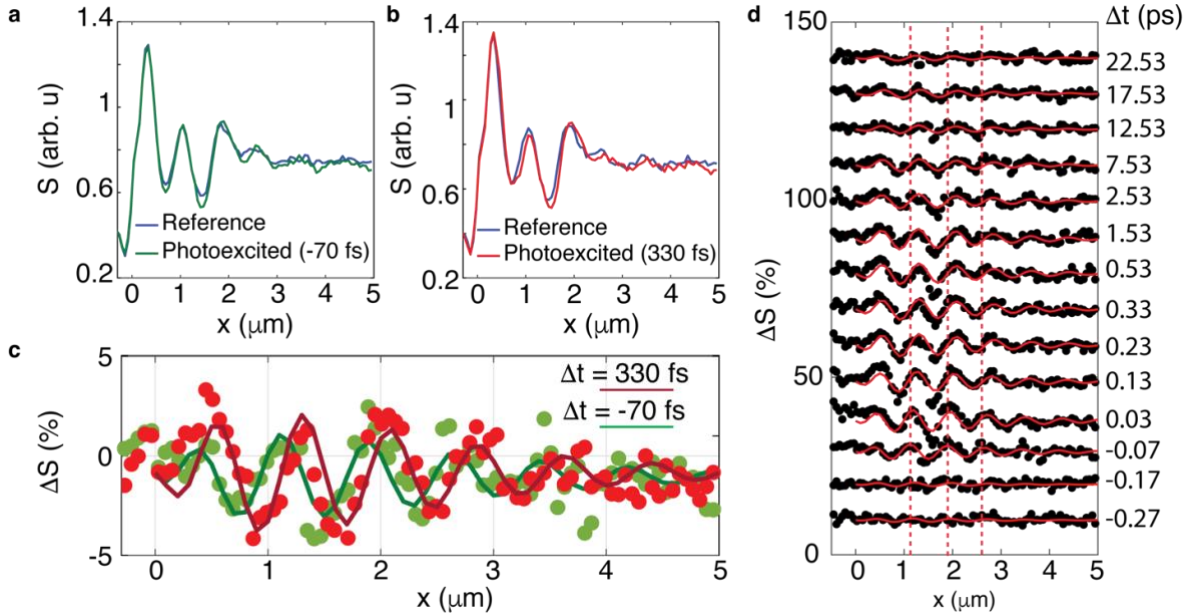 a
1.4
1
0.6
0.2
S (arb. u)
Reference
Photoexcited (-70 fs)
0 1 2 3 4 5
x (μm)
b
1.4
1
0.6
0.2
S (arb. u)
Reference
Photoexcited (330 fs)
0 1 2 3 4 5
x (μm)
c
5
0
-5
ΔS (%)
Δt = 330 fs
Δt = -70 fs
0 1 2 3 4 5
x (μm)
d
150
100
50
0
ΔS (%)
Δt (ps)
22.53
17.53
12.53
7.53
2.53
1.53
0.53
0.33
0.23
0.13
0.03
-0.07
-0.17
-0.27
0 1 2 3 4 5
x (μm)